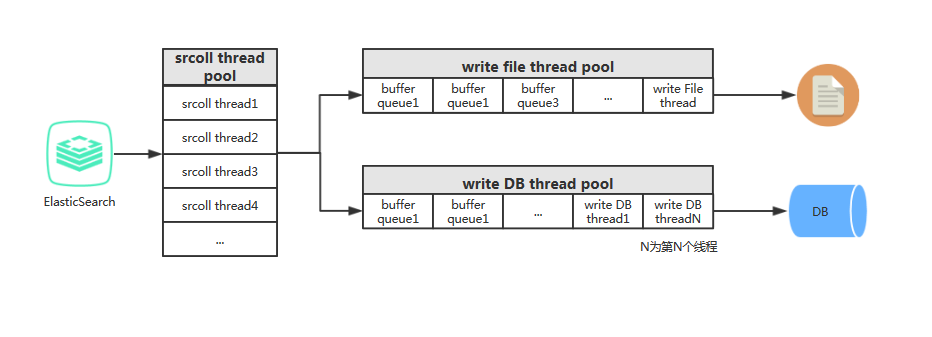 srcoll thread
pool
srcoll thread1
srcoll thread2
srcoll thread3
srcoll thread4
...
ElasticSearch
write file thread pool
buffer
queue1
buffer
queue1
buffer
queue3
...
write File
thread
write DB thread pool
buffer
queue1
buffer
queue1
...
write DB
thread1
write DB
threadN
DB
N为第N个线程